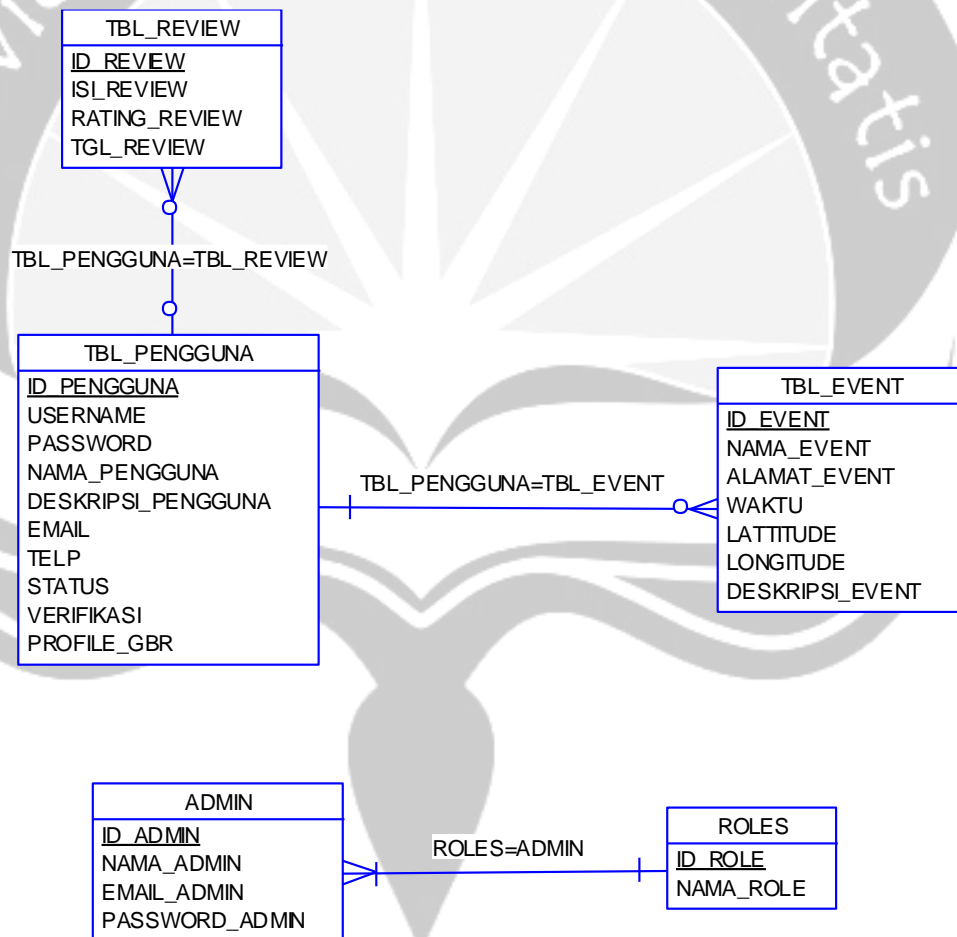 TBL_REVIEW
ID_REVIEW
ISI_REVIEW
RATING_REVIEW
TGL_REVIEW
TBL_PENGGUNA=TBL_REVIEW
TBL_PENGGUNA
ID_PENGGUNA
USERNAME
PASSWORD
NAMA_PENGGUNA
DESKRIPSI_PENGGUNA
EMAIL
TELP
STATUS
VERIFIKASI
PROFILE_GBR
TBL_PENGGUNA=TBL_EVENT
TBL_EVENT
ID_EVENT
NAMA_EVENT
ALAMAT_EVENT
WAKTU
LATTITUDE
LONGITUDE
DESKRIPSI_EVENT
ADMIN
ID_ADMIN
NAMA_ADMIN
EMAIL_ADMIN
PASSWORD_ADMIN
ROLES=ADMIN
ROLES
ID_ROLE
NAMA_ROLE